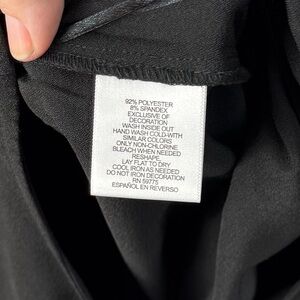 92% POLYESTER
8% SPANDEX
EXCLUSIVE OF
DECORATION
WASH INSIDE OUT
HAND WASH COLD-WITH
SIMILAR COLORS
ONLY NON-CHLORINE
BLEACH WHEN NEEDED
RESHAPE,
LAY FLAT TO DRY
COOL IRON AS NEEDED
DO NOT IRON DECORATION
RN 59775
ESPAÑOL EN REVERSO